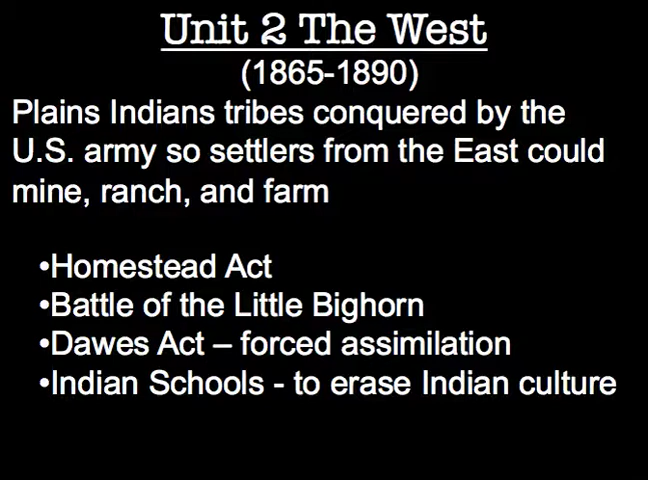 Unit 2 The West
(1865-1890)
Plains Indians tribes conquered by the
U.S. army so settlers from the East could
mine, ranch, and farm
•Homestead Act
•Battle of the Little Bighorn
•Dawes Act – forced assimilation
•Indian Schools - to erase Indian culture